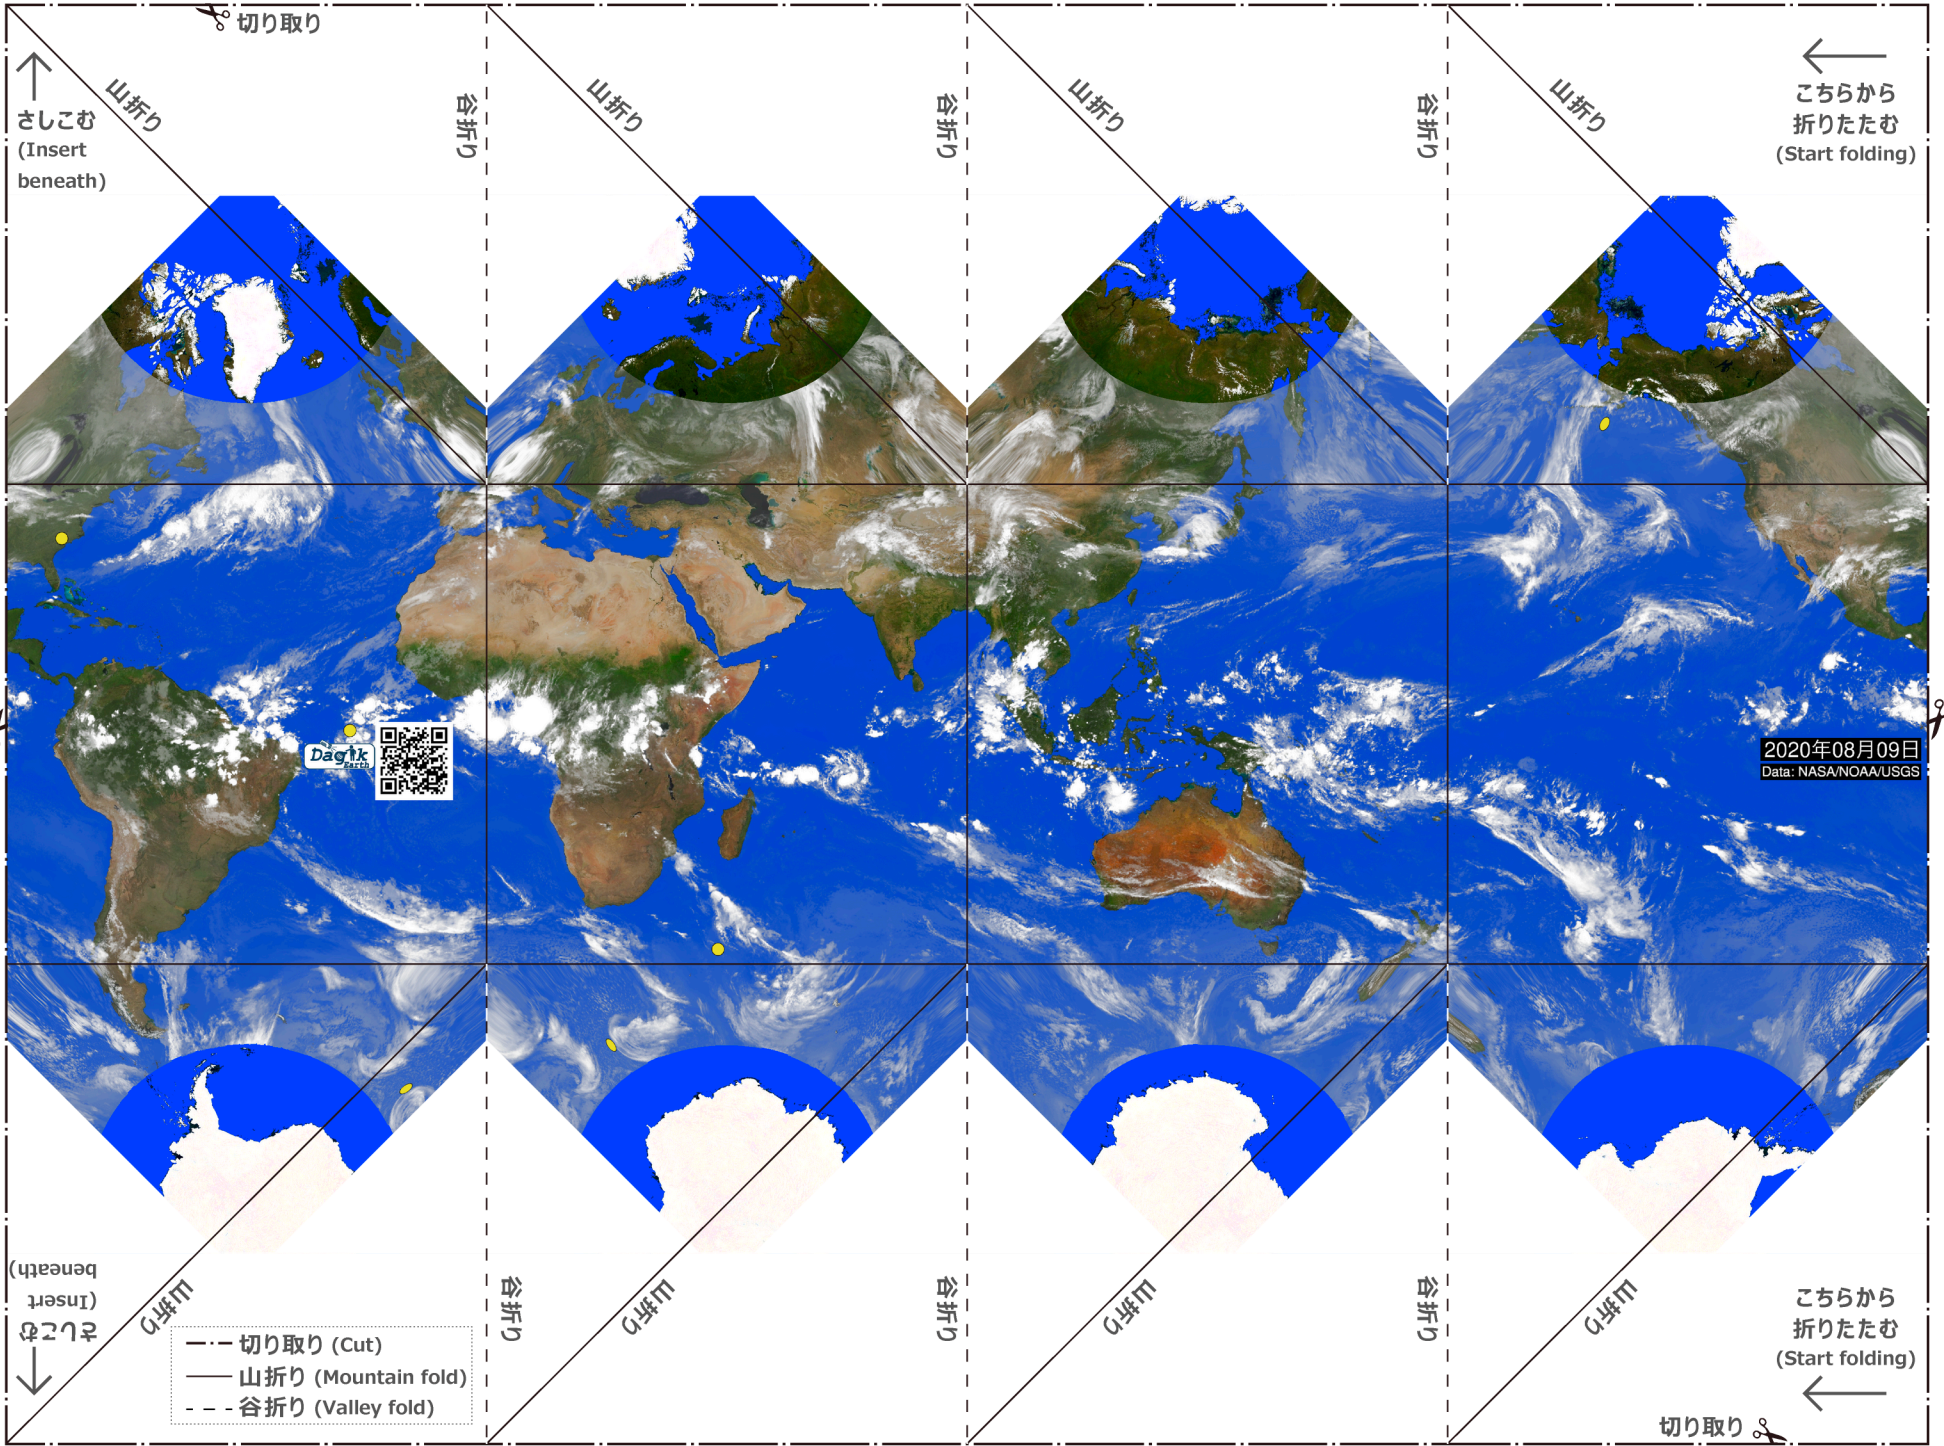 切り取り
山折り
谷折り
山折り
谷折り
山折り
谷折り
山折り
さしこむ
(Insert
beneath)
こちらから
折りたたむ
(Start folding)
Dagik
Earth
2020年08月09日
Data: NASA/NOAA/USGS
さしこむ
(Insert
beneath)
山折り
谷折り
山折り
谷折り
山折り
谷折り
山折り
こちらから
折りたたむ
(Start folding)
切り取り (Cut)
山折り (Mountain fold)
谷折り (Valley fold)
切り取り